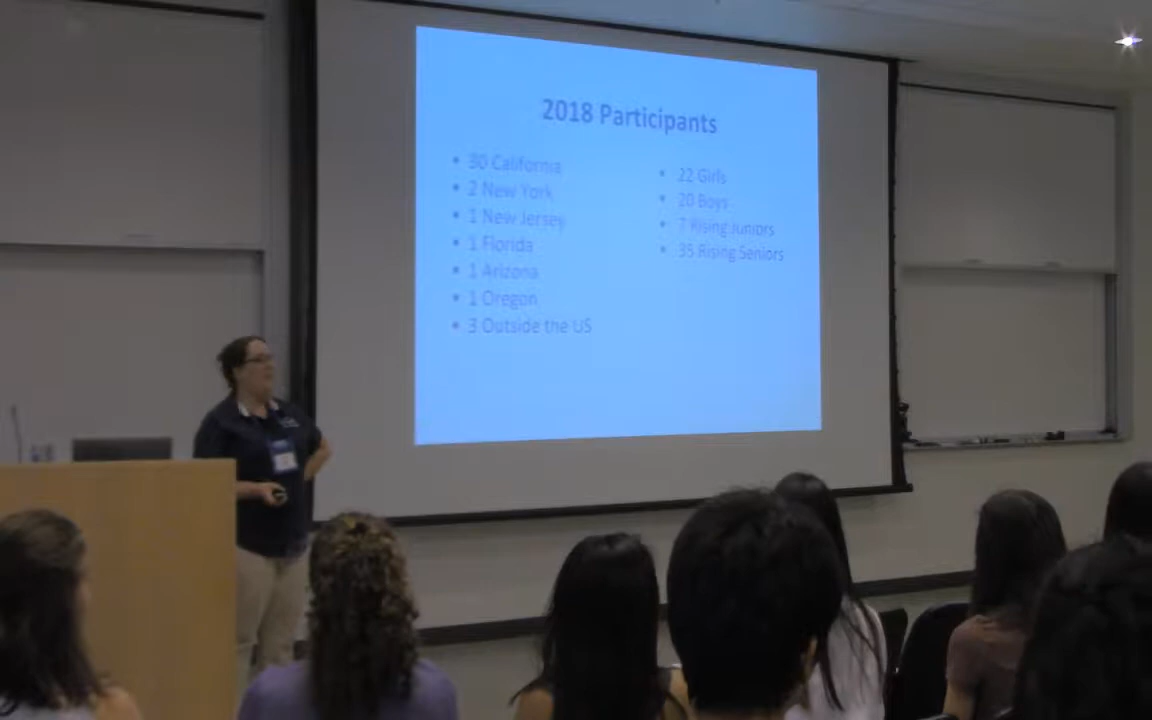 2018 Participants
• 30 California
• 2 New York
• 1 New Jersey
• 1 Florida
• 1 Arizona
• 1 Oregon
• 3 Outside the US
• 22 Girls
• 20 Boys
• 7 Rising Juniors
• 35 Rising Seniors